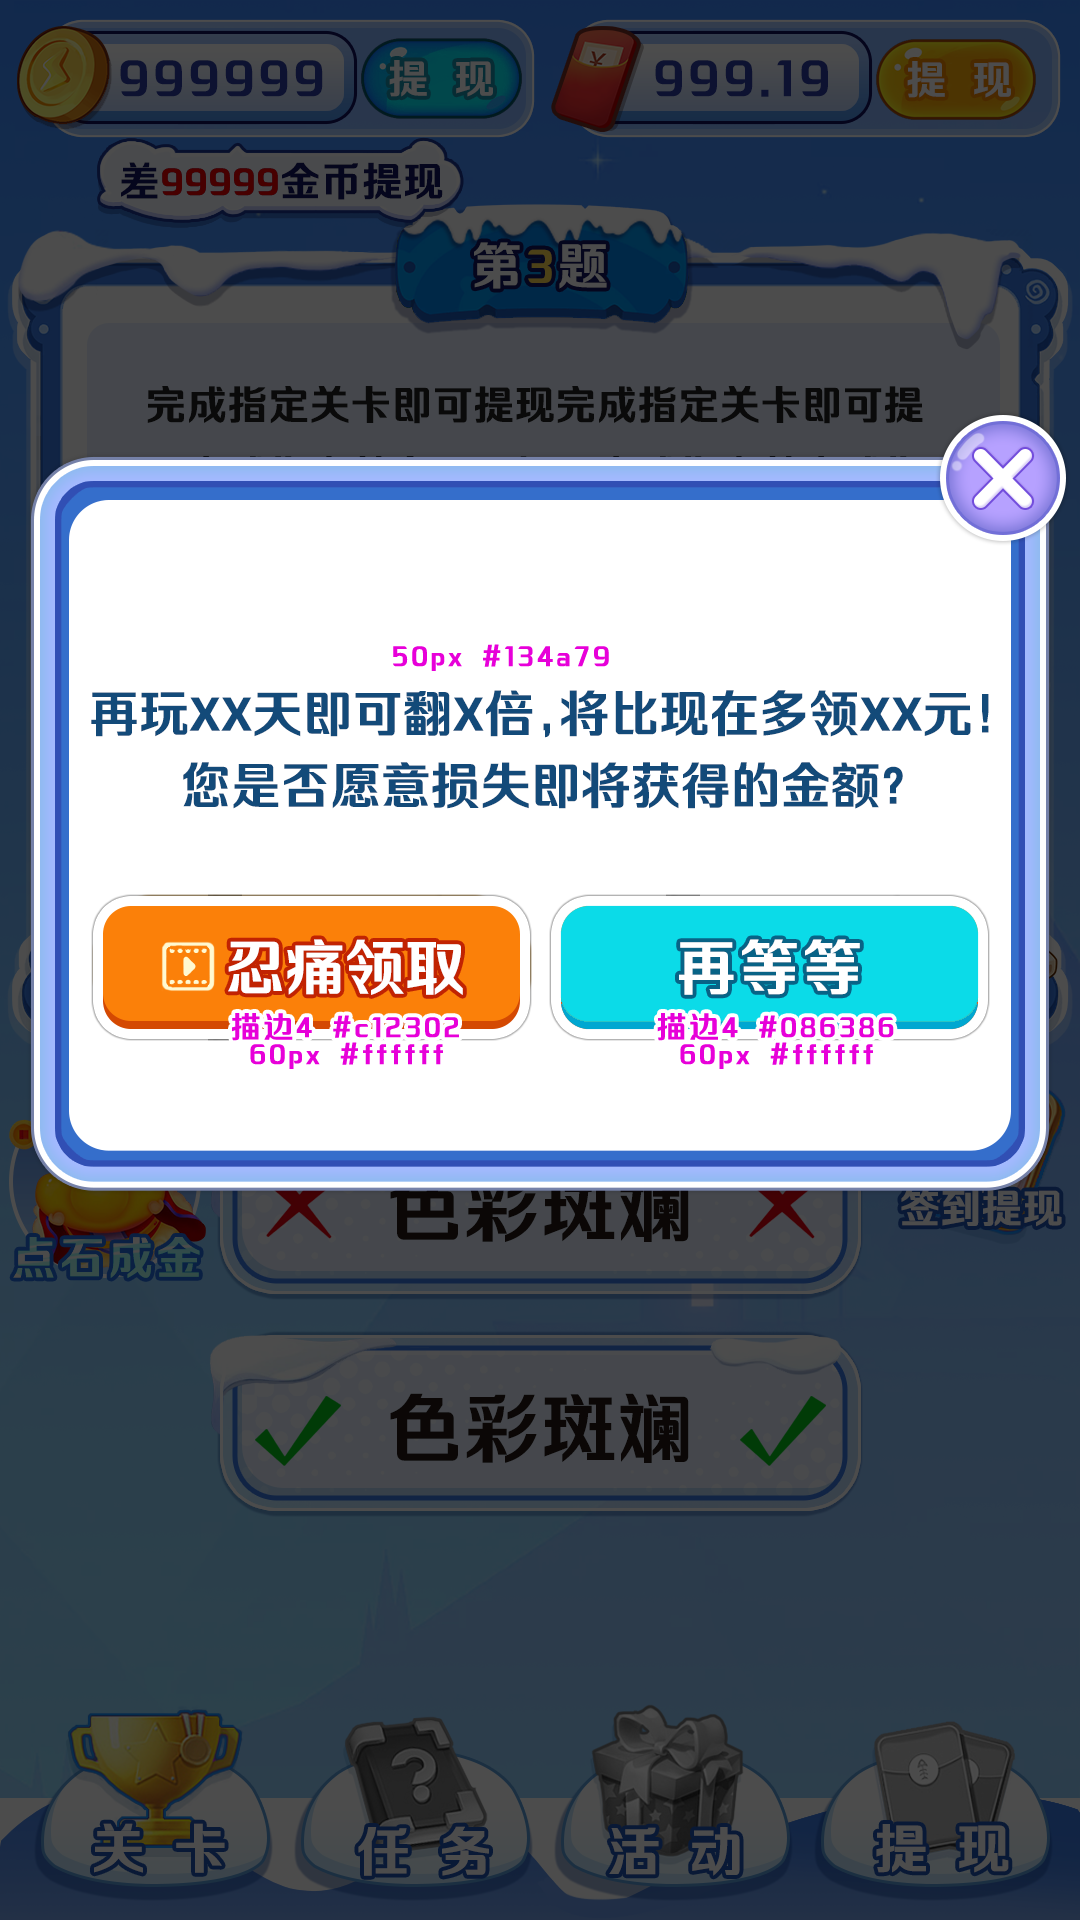 999999 提 现 999.19 提 现
差99999金币提现
第3题
完成指定关卡即可提现完成指定关卡即可提
50px #134a79
再玩XX天即可翻X倍,将比现在多领XX元!
您是否愿意损失即将获得的金额?
忍痛领取 再等等
描边4 #c12302 描边4 #086386
60px #ffffff 60px #ffffff
色彩斑斓 签到提现
点石成金
色彩斑斓
关 卡 任 务 活 动 提 现